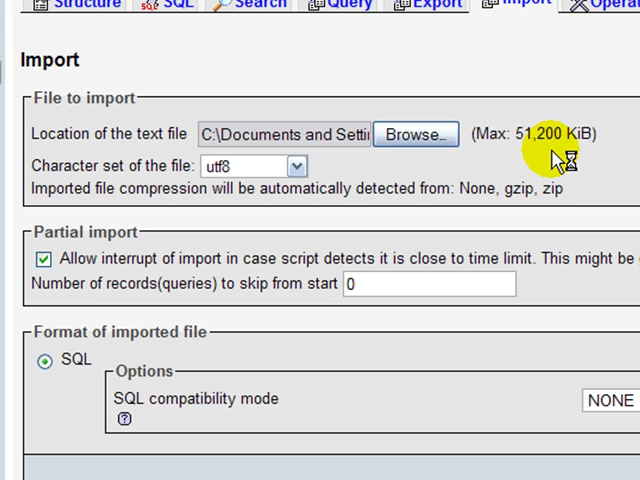 Structure SQL Search Query Export Import Operat
Import
File to import
Location of the text file C:\Documents and Settin Browse... (Max: 51,200 KiB)
Character set of the file: utf8
Imported file compression will be automatically detected from: None, gzip, zip
Partial import
Allow interrupt of import in case script detects it is close to time limit. This might be
Number of records(queries) to skip from start 0
Format of imported file
SQL
Options
SQL compatibility mode NONE